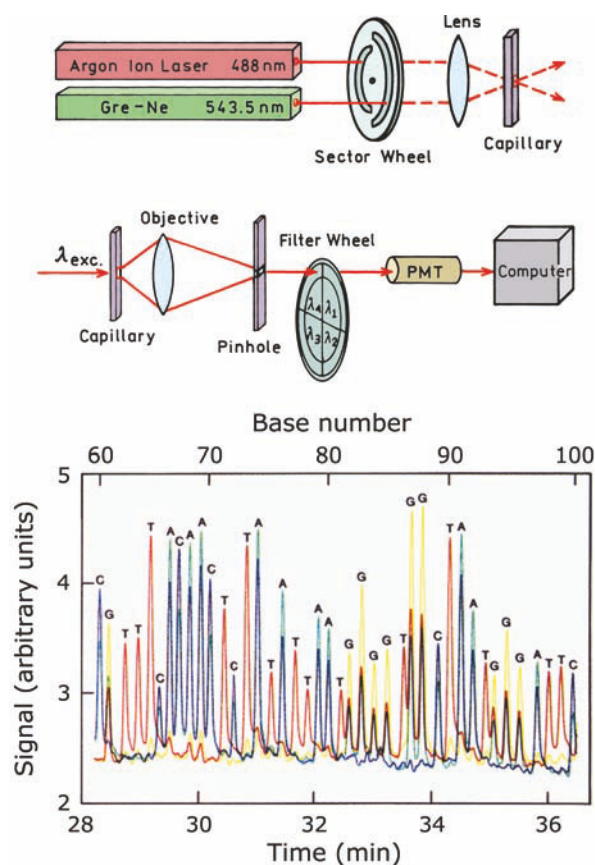 Argon Ion Laser 488 nm
Gre-Ne 543.5 nm
Lens
Sector Wheel
Capillary
λexc.
Objective
Filter Wheel
PMT
Computer
λ4 λ1
λ3 λ2
Capillary
Pinhole
Base number
60 70 80 90 100
5
4
3
2
Signal (arbitrary units)
C G T T T C A C A A C T C T A T A T T A A T G G G G T G G C T A A T G G G A T T C
28 30 32 34 36
Time (min)